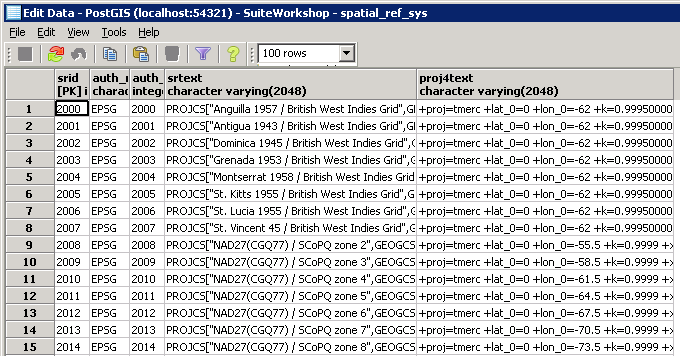 Edit Data - PostGIS (localhost:54321) - SuiteWorkshop - spatial_ref_sys
File Edit View Tools Help
100 rows
srid auth_ auth_ srtext proj4text
[PK] i charac intege character varying(2048) character varying(2048)
1 2000 EPSG 2000 PROJCS["Anguilla 1957 / British West Indies Grid",GE +proj=tmerc +lat_0=0 +lon_0=-62 +k=0.99950000
2 2001 EPSG 2001 PROJCS["Antigua 1943 / British West Indies Grid",GE +proj=tmerc +lat_0=0 +lon_0=-62 +k=0.99950000
3 2002 EPSG 2002 PROJCS["Dominica 1945 / British West Indies Grid",G +proj=tmerc +lat_0=0 +lon_0=-62 +k=0.99950000
4 2003 EPSG 2003 PROJCS["Grenada 1953 / British West Indies Grid",G +proj=tmerc +lat_0=0 +lon_0=-62 +k=0.99950000
5 2004 EPSG 2004 PROJCS["Montserrat 1958 / British West Indies Grid", +proj=tmerc +lat_0=0 +lon_0=-62 +k=0.99950000
6 2005 EPSG 2005 PROJCS["St. Kitts 1955 / British West Indies Grid",GE +proj=tmerc +lat_0=0 +lon_0=-62 +k=0.99950000
7 2006 EPSG 2006 PROJCS["St. Lucia 1955 / British West Indies Grid",GE +proj=tmerc +lat_0=0 +lon_0=-62 +k=0.99950000
8 2007 EPSG 2007 PROJCS["St. Vincent 45 / British West Indies Grid",G +proj=tmerc +lat_0=0 +lon_0=-62 +k=0.99950000
9 2008 EPSG 2008 PROJCS["NAD27(CGQ77) / SCoPQ zone 2",GEOGCS +proj=tmerc +lat_0=0 +lon_0=-55.5 +k=0.9999 +x
10 2009 EPSG 2009 PROJCS["NAD27(CGQ77) / SCoPQ zone 3",GEOGCS +proj=tmerc +lat_0=0 +lon_0=-58.5 +k=0.9999 +x
11 2010 EPSG 2010 PROJCS["NAD27(CGQ77) / SCoPQ zone 4",GEOGCS +proj=tmerc +lat_0=0 +lon_0=-61.5 +k=0.9999 +x
12 2011 EPSG 2011 PROJCS["NAD27(CGQ77) / SCoPQ zone 5",GEOGCS +proj=tmerc +lat_0=0 +lon_0=-64.5 +k=0.9999 +x
13 2012 EPSG 2012 PROJCS["NAD27(CGQ77) / SCoPQ zone 6",GEOGCS +proj=tmerc +lat_0=0 +lon_0=-67.5 +k=0.9999 +x
14 2013 EPSG 2013 PROJCS["NAD27(CGQ77) / SCoPQ zone 7",GEOGCS +proj=tmerc +lat_0=0 +lon_0=-70.5 +k=0.9999 +x
15 2014 EPSG 2014 PROJCS["NAD27(CGQ77) / SCoPQ zone 8",GEOGCS +proj=tmerc +lat_0=0 +lon_0=-73.5 +k=0.9999 +x